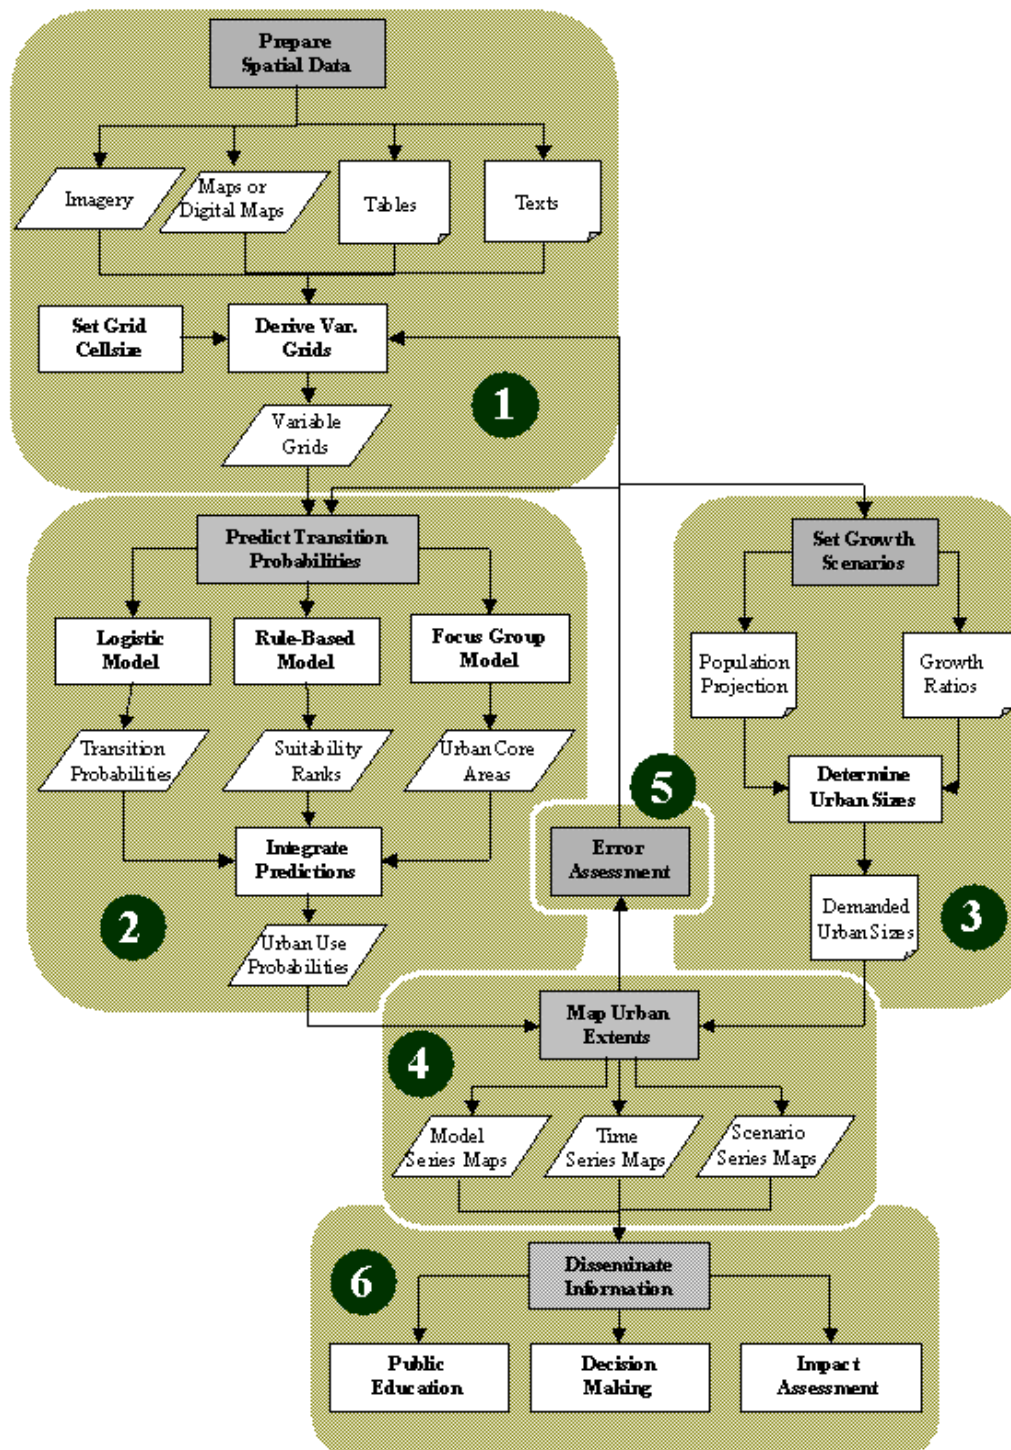 Prepare
Spatial Data
Imagery
Maps or
Digital Maps
Tables
Texts
Set Grid
Cellsize
Derive Var.
Grids
1
Variable
Grids
Predict Transition
Probabilities
Set Growth
Scenarios
Logistic
Model
Rule-Based
Model
Focus Group
Model
Population
Projection
Growth
Ratios
Transition
Probabilities
Suitability
Ranks
Urban Core
Areas
5
Determine
Urban Sizes
Integrate
Predictions
Error
Assessment
2
3
Demanded
Urban Sizes
Urban Use
Probabilities
Map Urban
Extents
4
Model
Series Maps
Time
Series Maps
Scenario
Series Maps
6
Disseminate
Information
Public
Education
Decision
Making
Impact
Assessment